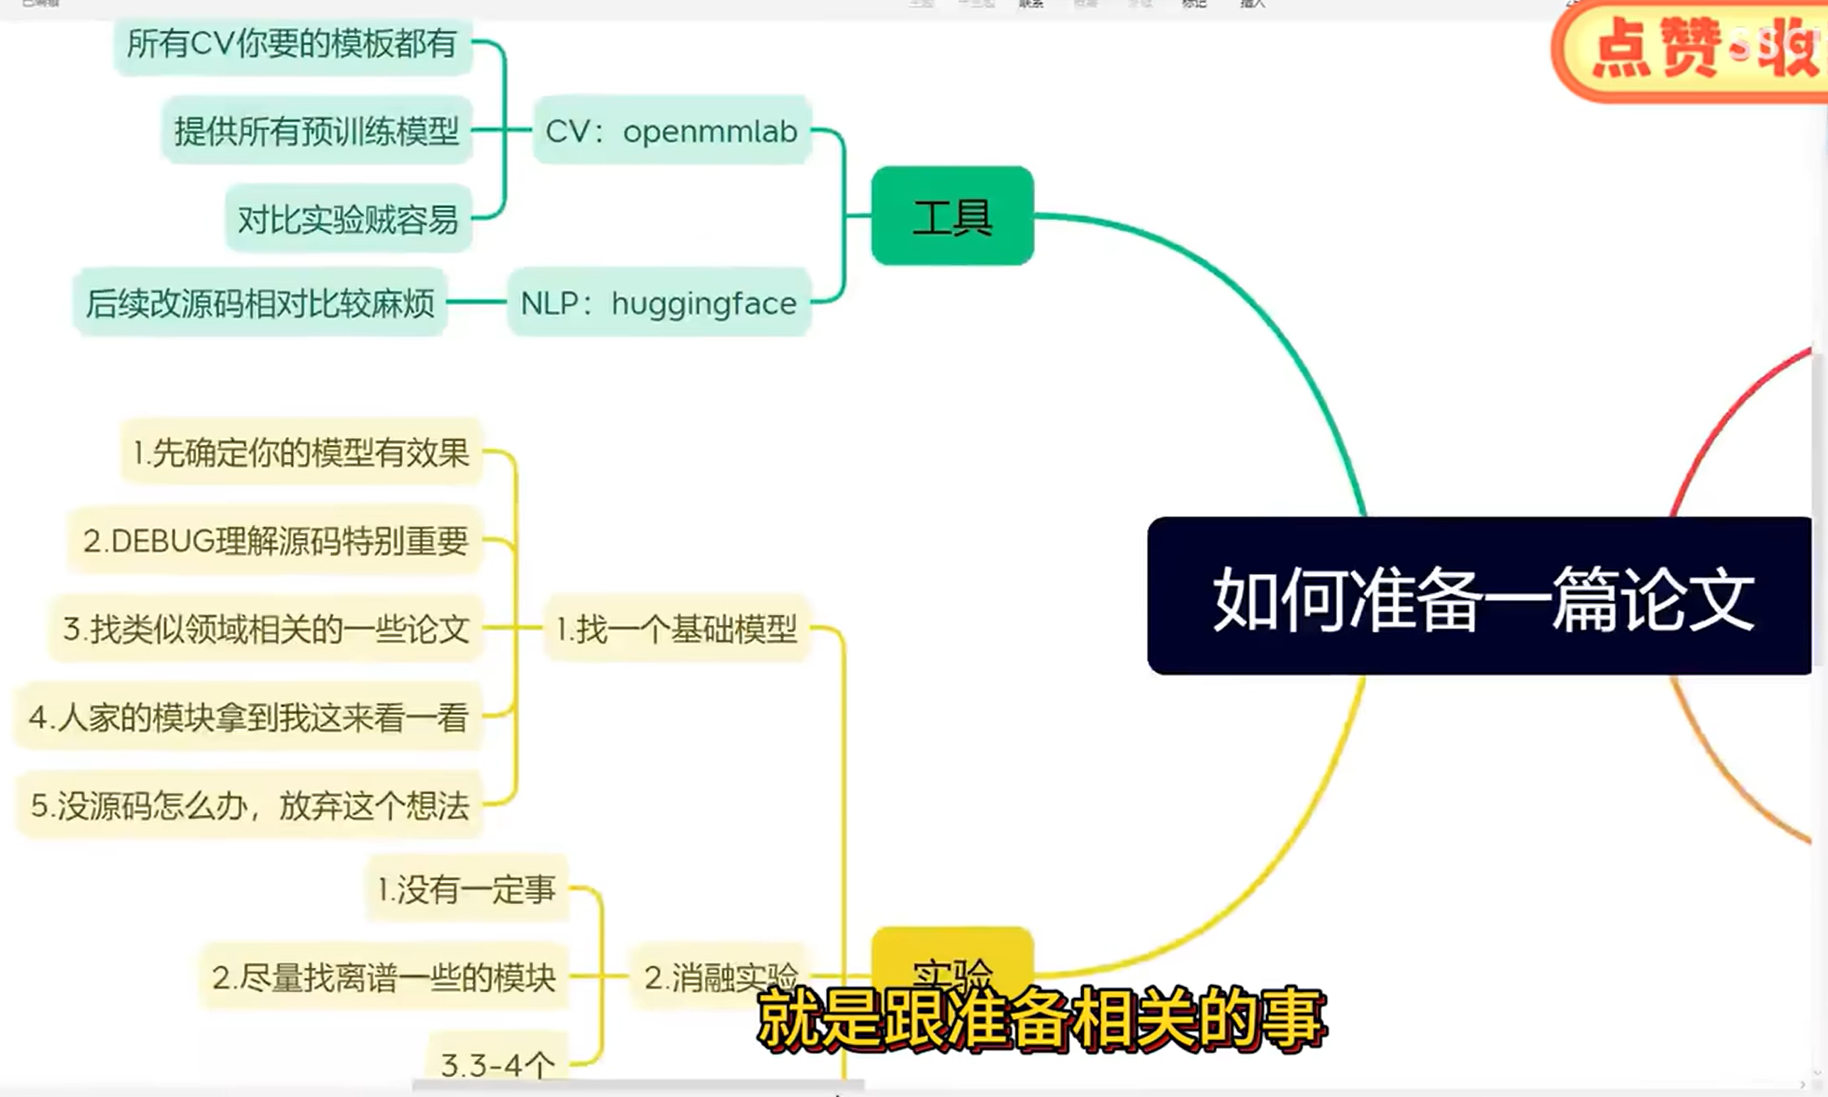 联系
标记
插入
点赞·收
SSC
所有CV你要的模板都有
提供所有预训练模型
CV：openmmlab
对比实验贼容易
工具
后续改源码相对比较麻烦
NLP：huggingface
1.先确定你的模型有效果
2.DEBUG理解源码特别重要
3.找类似领域相关的一些论文
1.找一个基础模型
如何准备一篇论文
4.人家的模块拿到我这来看一看
5.没源码怎么办，放弃这个想法
1.没有一定事
2.尽量找离谱一些的模块
2.消融实验
实验
就是跟准备相关的事
3.3-4个